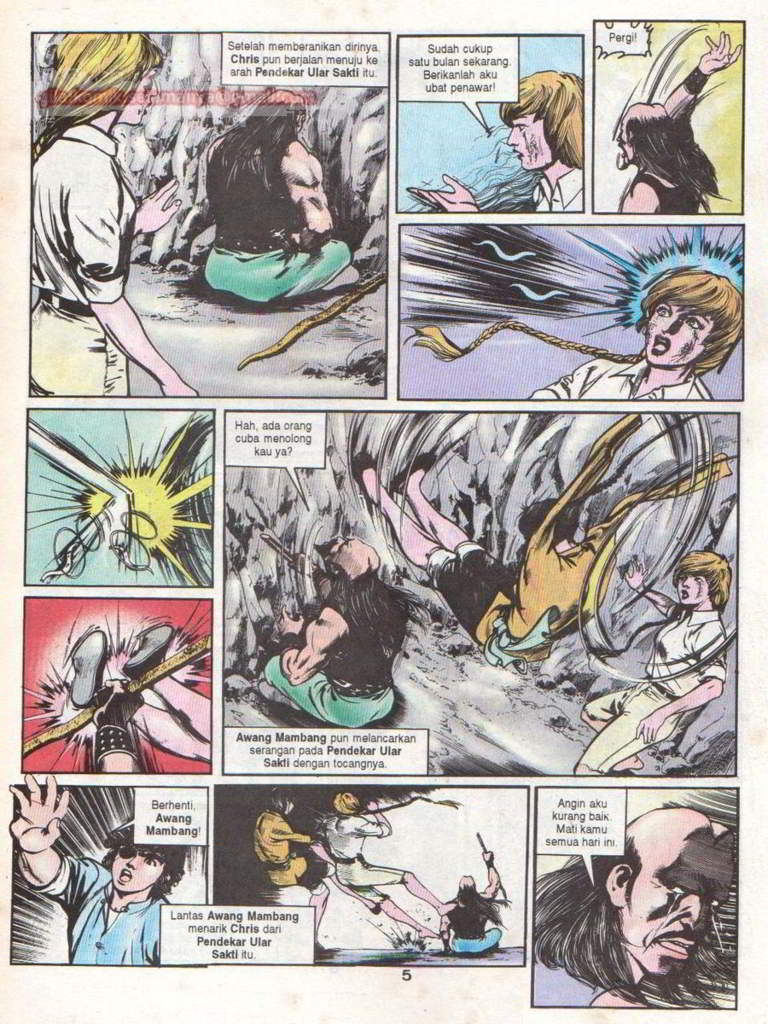 Setelah memberanikan dirinya,
Chris pun berjalan menuju ke
arah Pendekar Ular Sakti itu.
Sudah cukup
satu bulan sekarang.
Berikanlah aku
ubat penawar!
Pergi!
Hah, ada orang
cuba menolong
kau ya?
Awang Mambang pun melancarkan
serangan pada Pendekar Ular
Sakti dengan tocangnya.
Berhenti,
Awang
Mambang!
Lantas Awang Mambang
menarik Chris dari
Pendekar Ular
Sakti itu.
Angin aku
kurang baik.
Mati kamu
semua hari ini.
5